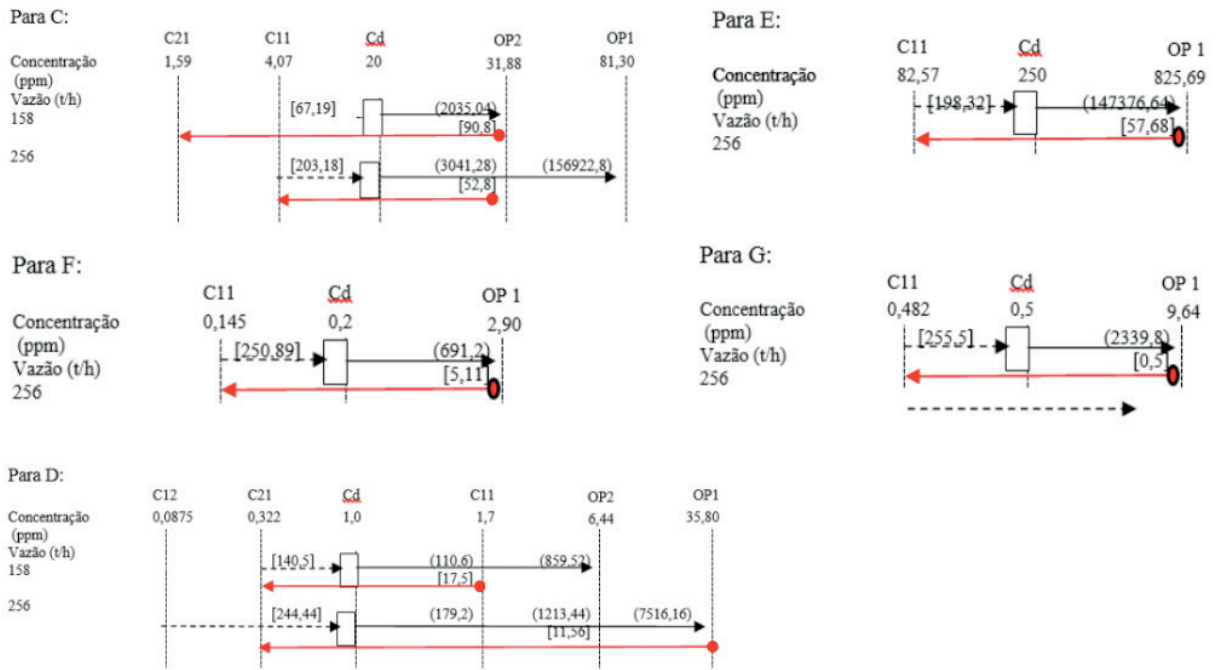 Para C:
C21 C11 Cd OP2 OP1
Concentração 1,59 4,07 20 31,88 81,30
(ppm)
Vazão (t/h)
[67,19] (2035,04)
158
[90,8]
256
[203,18] (3041,28) (156922,8)
[52,8]
Para E:
C11 Cd OP 1
Concentração 82,57 250 825,69
(ppm)
[198,32] (147376,64)
Vazão (t/h)
[57,68]
256
Para F:
C11 Cd OP 1
Concentração 0,145 0,2 2,90
(ppm)
[250,89] (691,2)
Vazão (t/h)
[5,11]
256
Para G:
C11 Cd OP 1
Concentração 0,482 0,5 9,64
(ppm)
[255,5] (2339,8)
Vazão (t/h)
[0,5]
256
Para D:
C12 C21 Cd C11 OP2 OP1
Concentração 0,0875 0,322 1,0 1,7 6,44 35,80
(ppm)
Vazão (t/h)
[140,5] (110.6) (859,52)
158
[17,5]
256
[244,44] (179,2) (1213,44) (7516,16)
[11,56]